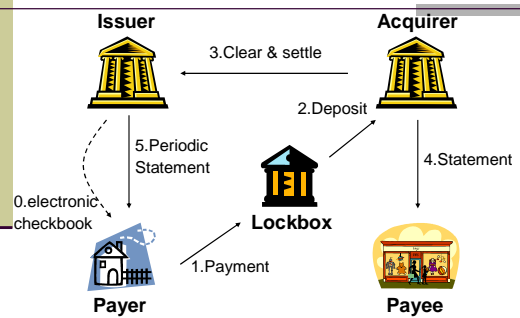 Issuer
Acquirer
3.Clear & settle
2.Deposit
5.Periodic
Statement
4.Statement
0.electronic
checkbook
Lockbox
1.Payment
Payer
Payee